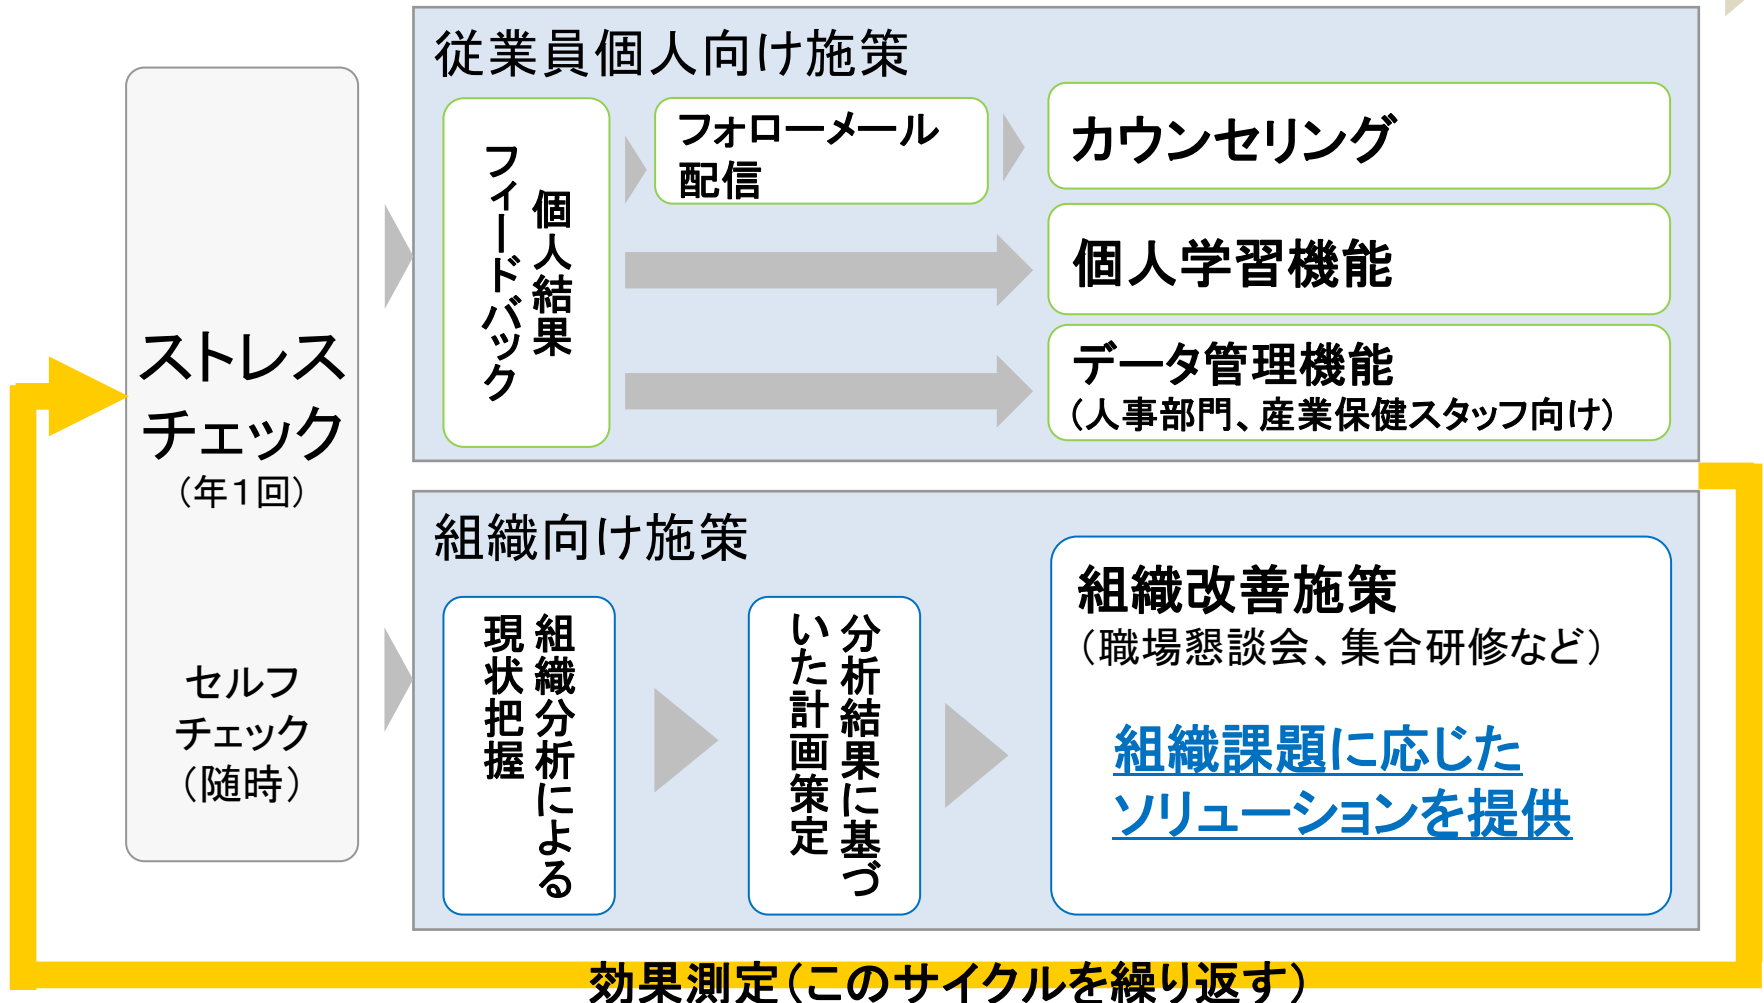 ストレス
チェック
（年１回）
セルフ
チェック
（随時）
従業員個人向け施策
個人結果
フィードバック
フォローメール
配信
カウンセリング
個人学習機能
データ管理機能
（人事部門、産業保健スタッフ向け）
組織向け施策
組織分析による
現状把握
分析結果に基づ
いた計画策定
組織改善施策
（職場懇談会、集合研修など）
組織課題に応じた
ソリューションを提供
効果測定（このサイクルを繰り返す）